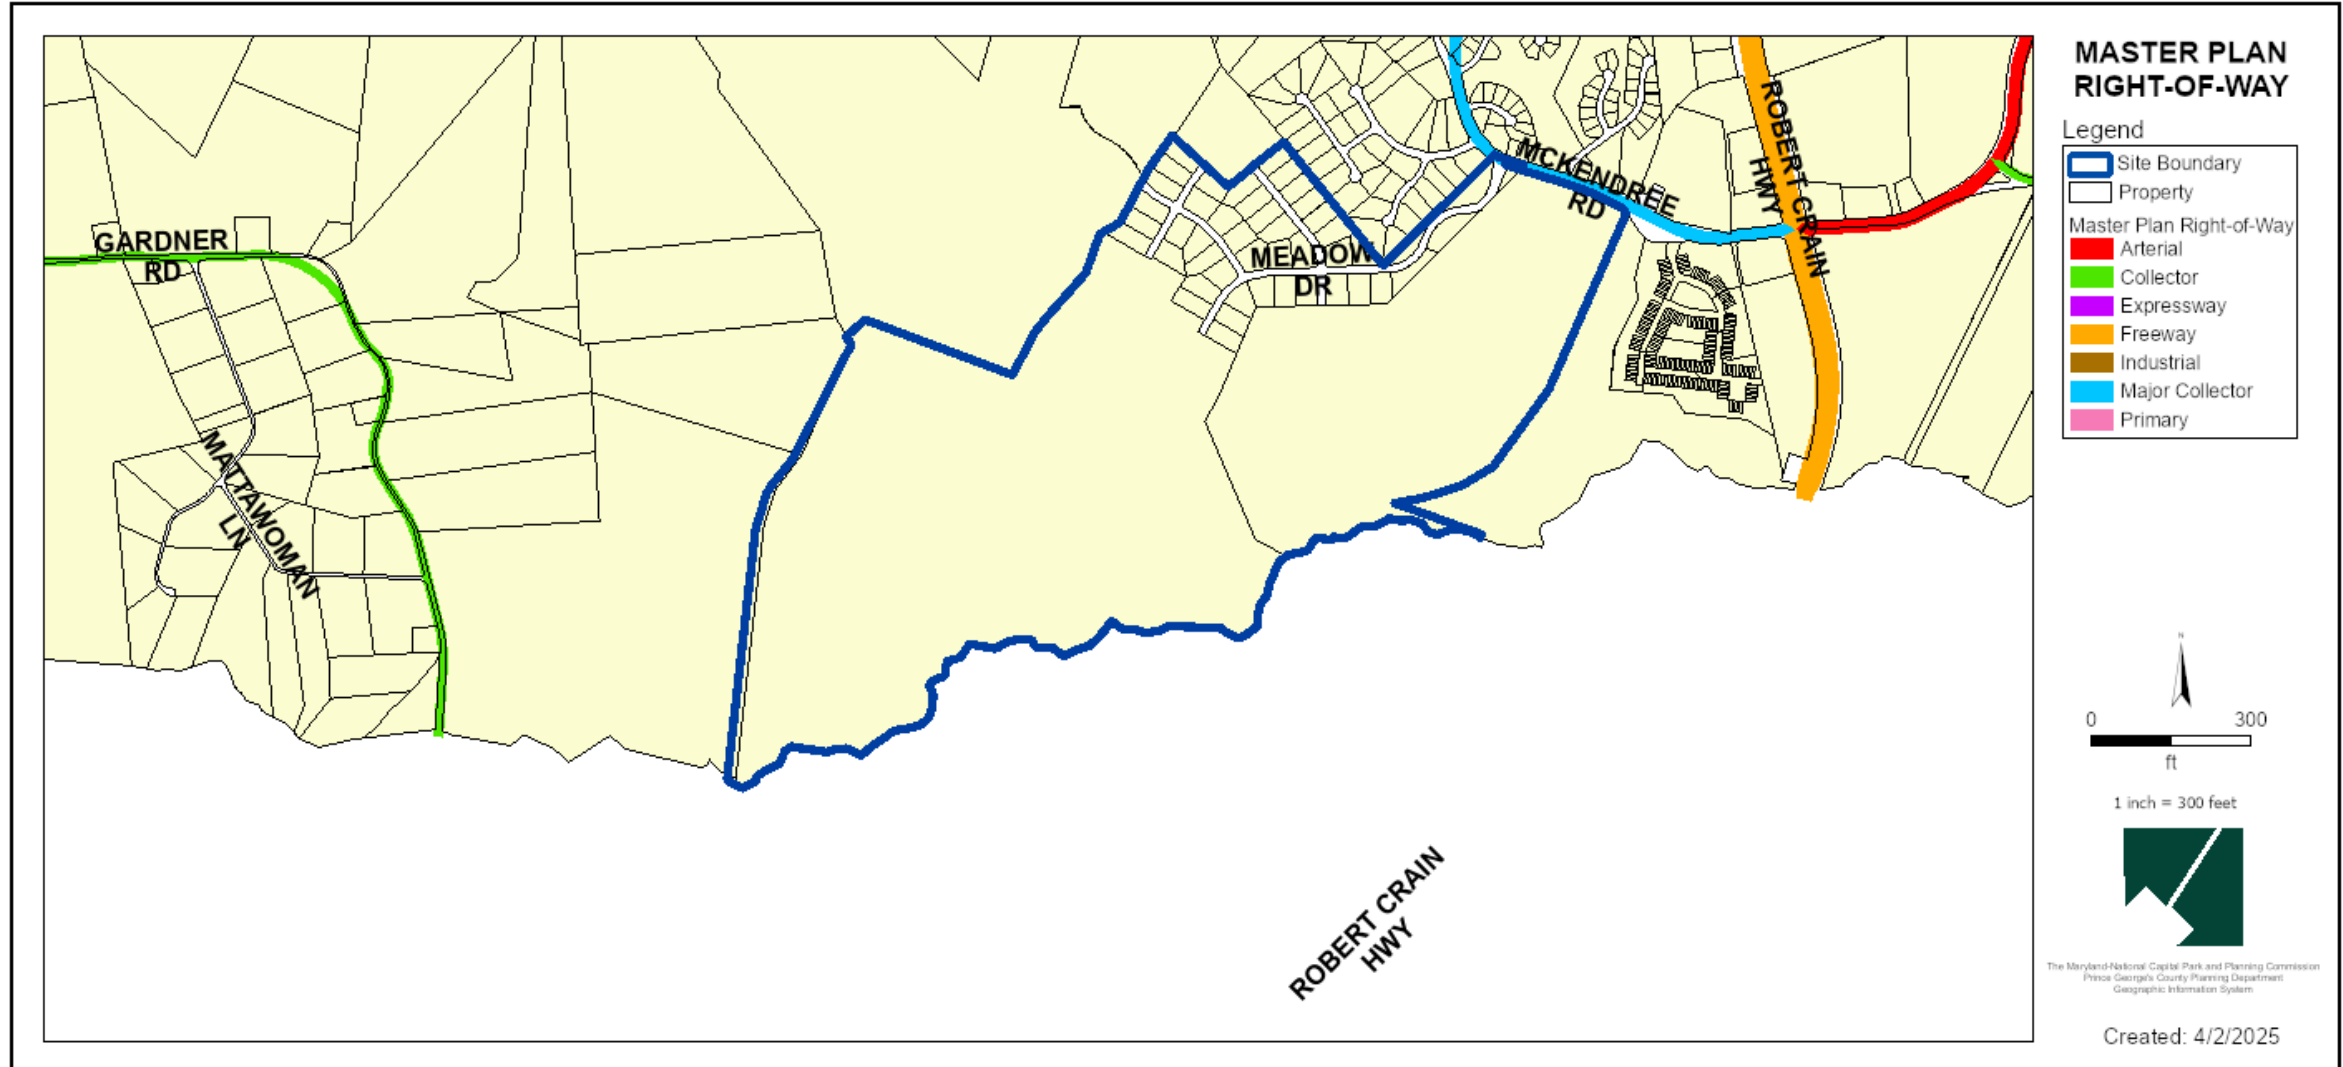 MASTER PLAN
RIGHT-OF-WAY
Legend
Site Boundary
Property
Master Plan Right-of-Way
Arterial
Collector
Expressway
Freeway
Industrial
Major Collector
Primary
GARDNER
RD
MATTAWOMAN
LN
MEADOW
DR
MCKENDREE
RD
ROBERT CRAIN
HWY
ROBERT CRAIN
HWY
N
0 300
ft
1 inch = 300 feet
The Maryland-National Capital Park and Planning Commission
Prince George's County Planning Department
Geographic Information System
Created: 4/2/2025